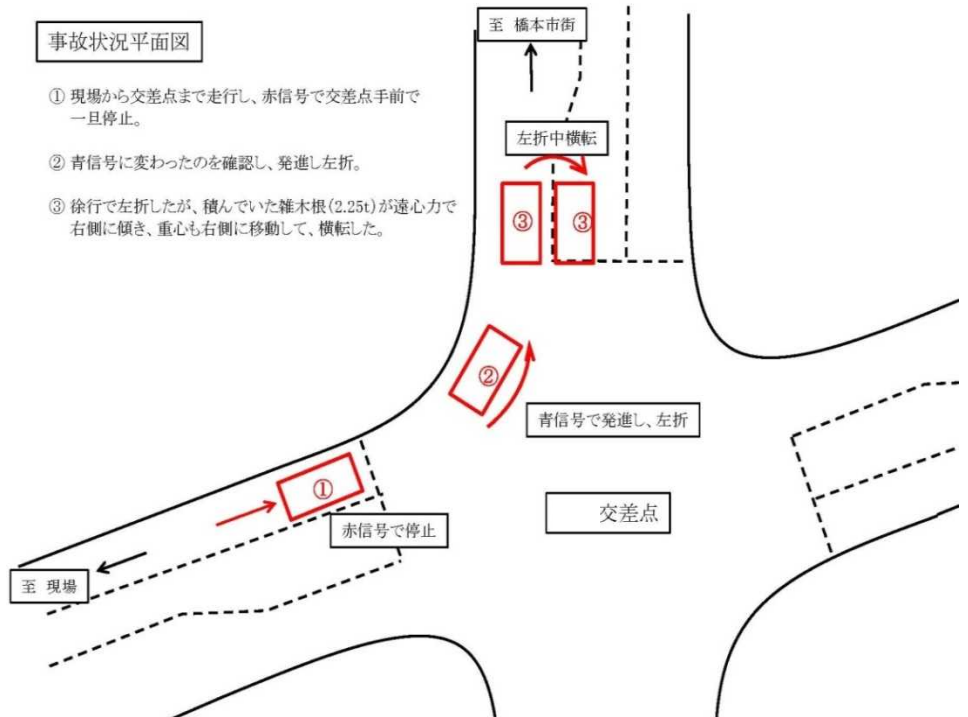 事故状況平面図
① 現場から交差点まで走行し、赤信号で交差点手前で
一旦停止。
② 青信号に変わったのを確認し、発進し左折。
③ 徐行で左折したが、積んでいた雑木根(2.25t)が遠心力で
右側に傾き、重心も右側に移動して、横転した。
至 橋本市街
左折中横転
③
③
②
青信号で発進し、左折
①
赤信号で停止
交差点
至 現場